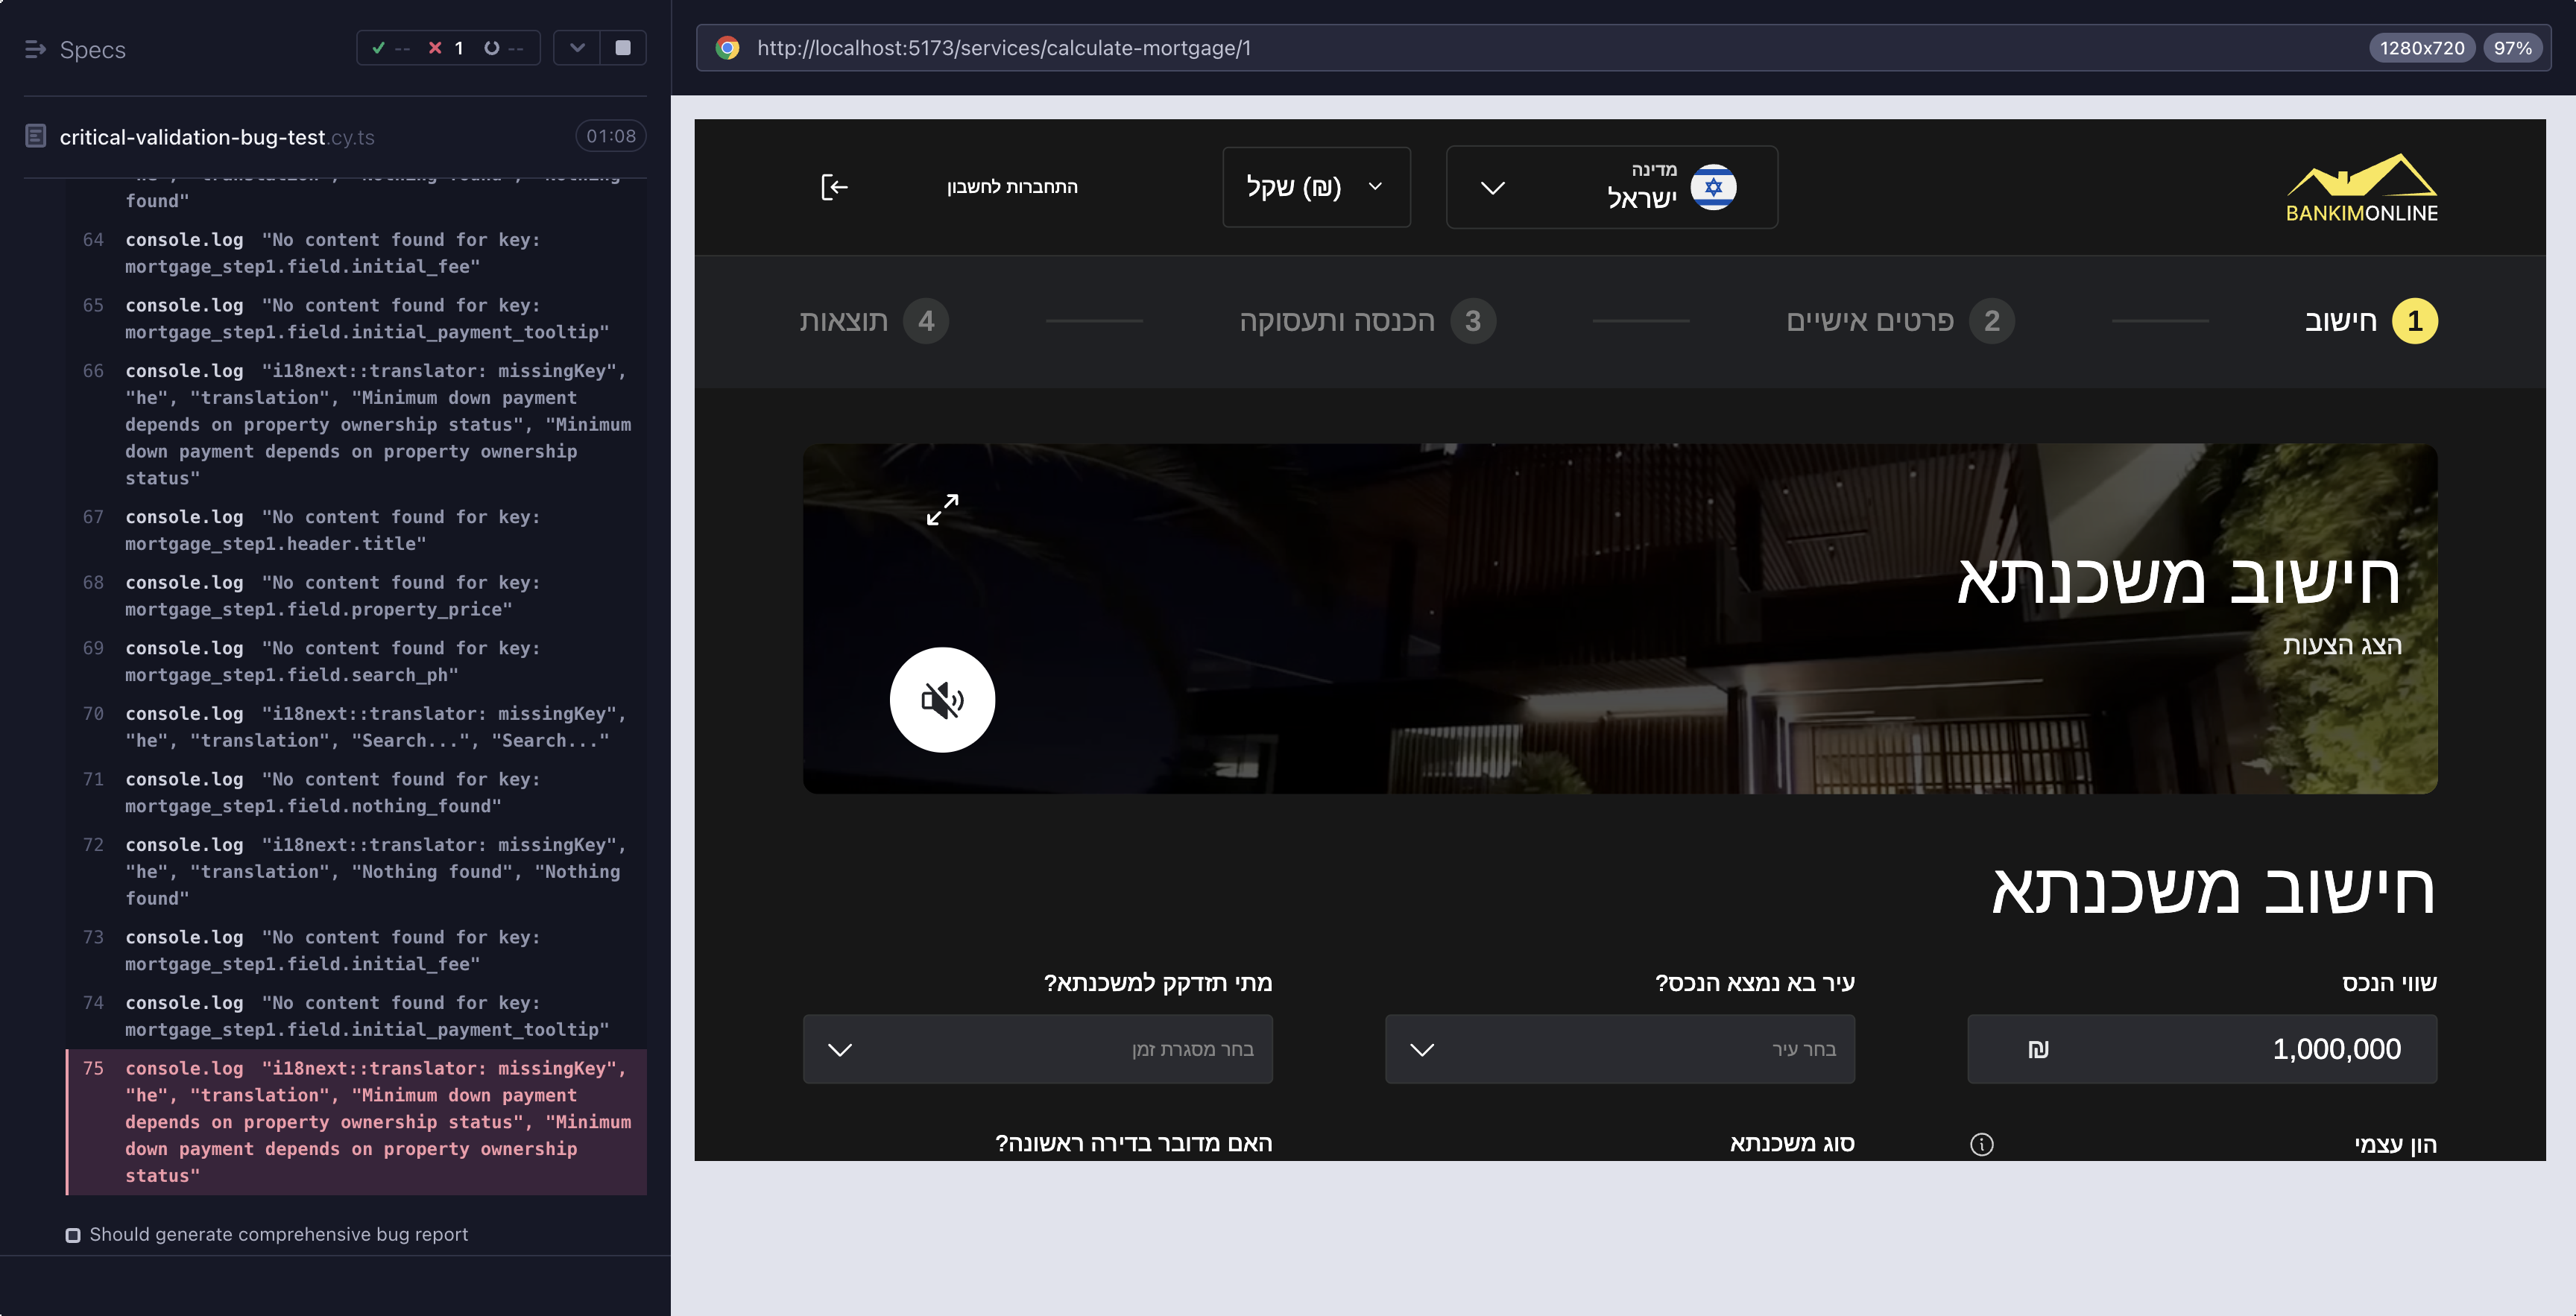 Specs
-- 1 --
critical-validation-bug-test.cy.ts
01:08
found"
64 console.log "No content found for key:
mortgage_step1.field.initial_fee"
65 console.log "No content found for key:
mortgage_step1.field.initial_payment_tooltip"
66 console.log "i18next::translator: missingKey",
"he", "translation", "Minimum down payment
depends on property ownership status", "Minimum
down payment depends on property ownership
status"
67 console.log "No content found for key:
mortgage_step1.header.title"
68 console.log "No content found for key:
mortgage_step1.field.property_price"
69 console.log "No content found for key:
mortgage_step1.field.search_ph"
70 console.log "i18next::translator: missingKey",
"he", "translation", "Search...", "Search..."
71 console.log "No content found for key:
mortgage_step1.field.nothing_found"
72 console.log "i18next::translator: missingKey",
"he", "translation", "Nothing found", "Nothing
found"
73 console.log "No content found for key:
mortgage_step1.field.initial_fee"
74 console.log "No content found for key:
mortgage_step1.field.initial_payment_tooltip"
75 console.log "i18next::translator: missingKey",
"he", "translation", "Minimum down payment
depends on property ownership status", "Minimum
down payment depends on property ownership
status"
Should generate comprehensive bug report
http://localhost:5173/services/calculate-mortgage/1
1280x720
97%
BANKIMONLINE
מדינה
ישראל
שקל (₪)
התחברות לחשבון
1 חישוב
2 פרטים אישיים
3 הכנסה ותעסוקה
4 תוצאות
חישוב משכנתא
הצג הצעות
חישוב משכנתא
שווי הנכס
1,000,000 ₪
עיר בא נמצא הנכס?
בחר עיר
מתי תזדקק למשכנתא?
בחר מסגרת זמן
הון עצמי
סוג משכנתא
האם מדובר בדירה ראשונה?